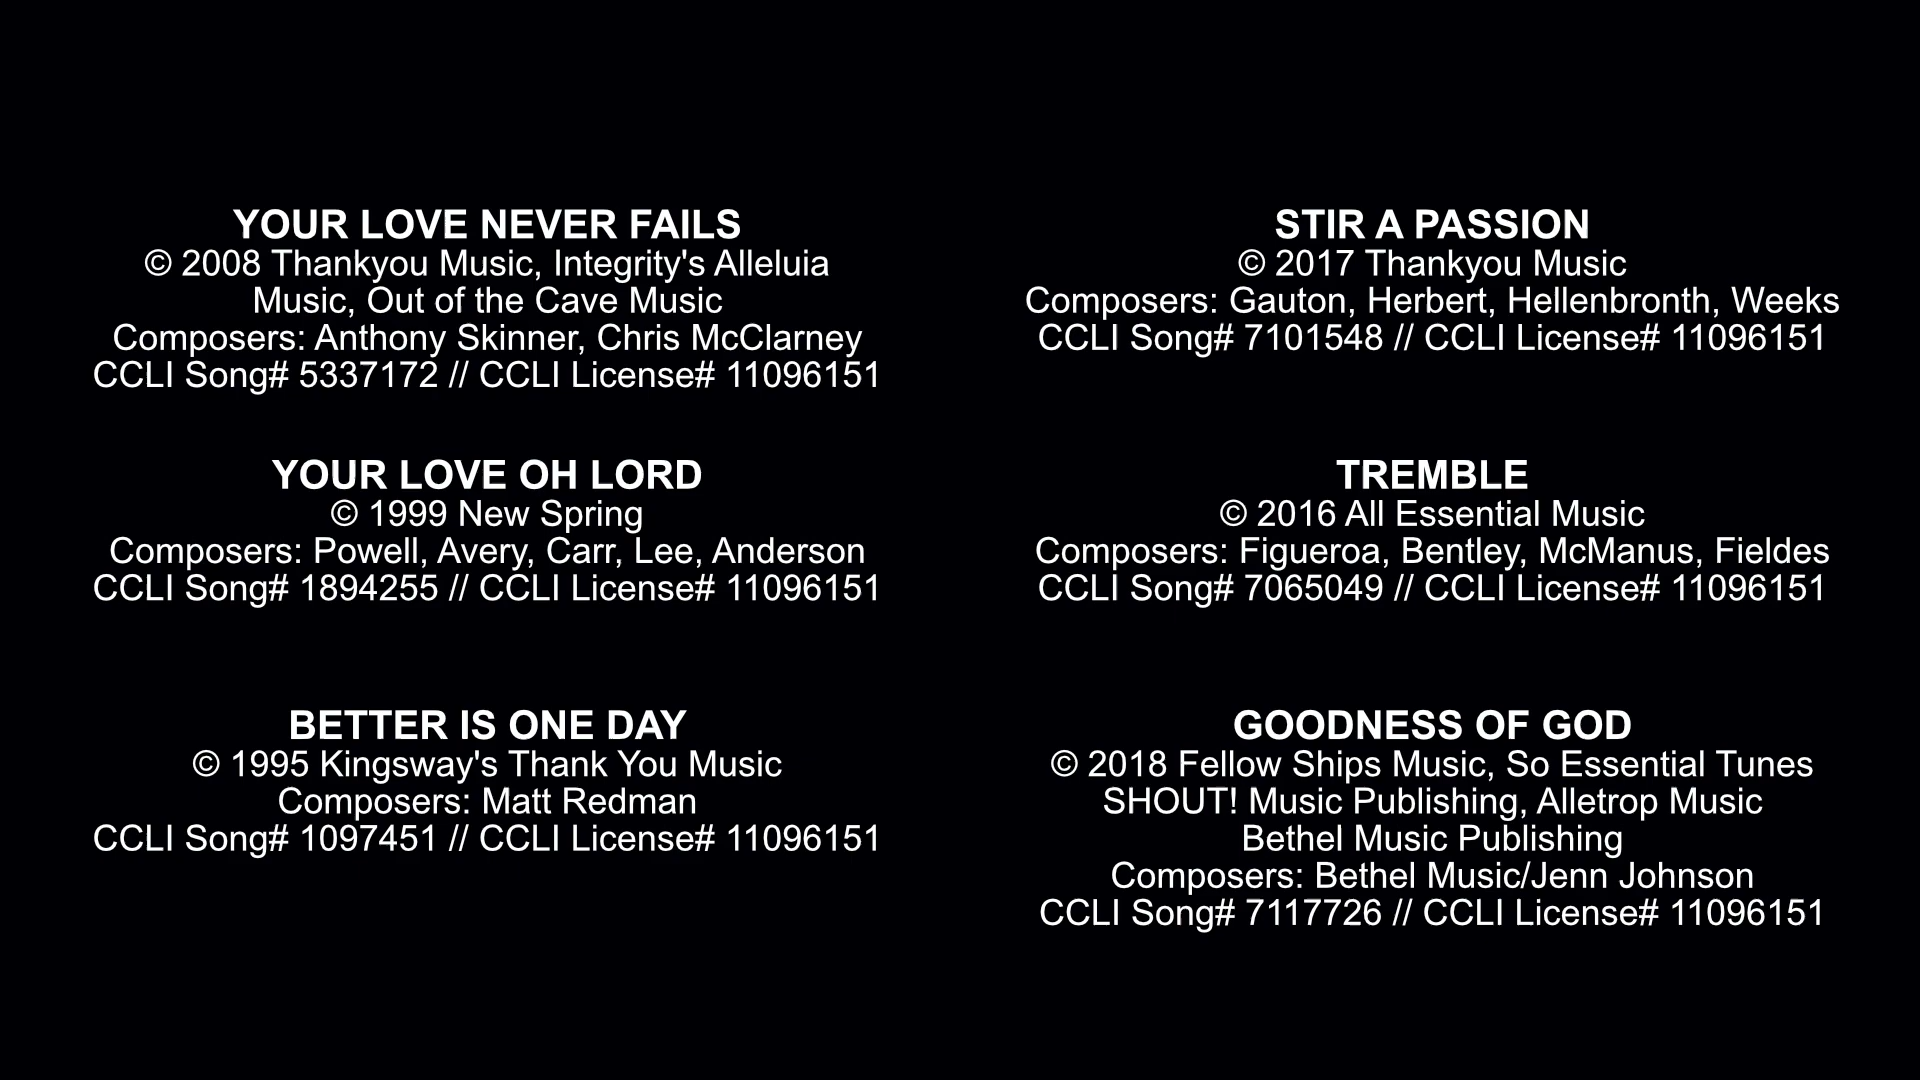 YOUR LOVE NEVER FAILS
© 2008 Thankyou Music, Integrity's Alleluia
Music, Out of the Cave Music
Composers: Anthony Skinner, Chris McClarney
CCLI Song# 5337172 // CCLI License# 11096151
YOUR LOVE OH LORD
© 1999 New Spring
Composers: Powell, Avery, Carr, Lee, Anderson
CCLI Song# 1894255 // CCLI License# 11096151
BETTER IS ONE DAY
© 1995 Kingsway's Thank You Music
Composers: Matt Redman
CCLI Song# 1097451 // CCLI License# 11096151
STIR A PASSION
© 2017 Thankyou Music
Composers: Gauton, Herbert, Hellenbronth, Weeks
CCLI Song# 7101548 // CCLI License# 11096151
TREMBLE
© 2016 All Essential Music
Composers: Figueroa, Bentley, McManus, Fieldes
CCLI Song# 7065049 // CCLI License# 11096151
GOODNESS OF GOD
© 2018 Fellow Ships Music, So Essential Tunes
SHOUT! Music Publishing, Alletrop Music
Bethel Music Publishing
Composers: Bethel Music/Jenn Johnson
CCLI Song# 7117726 // CCLI License# 11096151